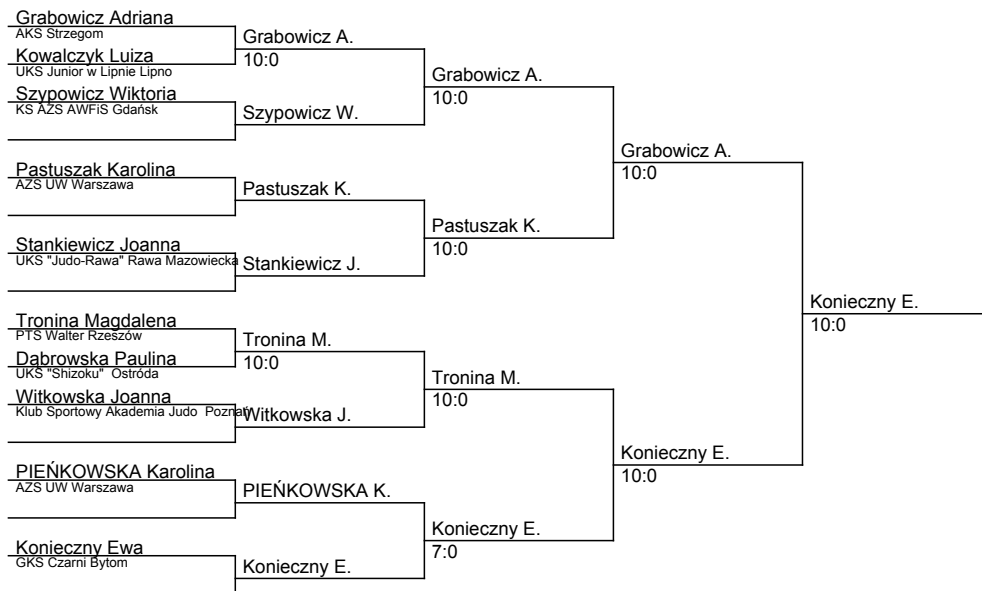 Grabowicz Adriana
AKS Strzegom
Kowalczyk Luiza
UKS Junior w Lipnie Lipno
Szypowicz Wiktoria
KS AZS AWFiS Gdańsk
Pastuszak Karolina
AZS UW Warszawa
Stankiewicz Joanna
UKS "Judo-Rawa" Rawa Mazowiecka
Tronina Magdalena
PTS Walter Rzeszów
Dąbrowska Paulina
UKS "Shizoku" Ostróda
Witkowska Joanna
Klub Sportowy Akademia Judo Poznań
PIEŃKOWSKA Karolina
AZS UW Warszawa
Konieczny Ewa
GKS Czarni Bytom
Grabowicz A.
10:0
Szypowicz W.
Pastuszak K.
Stankiewicz J.
Tronina M.
10:0
Witkowska J.
PIEŃKOWSKA K.
Konieczny E.
Grabowicz A.
10:0
Pastuszak K.
10:0
Tronina M.
10:0
Konieczny E.
7:0
Grabowicz A.
10:0
Konieczny E.
10:0
Konieczny E.
10:0